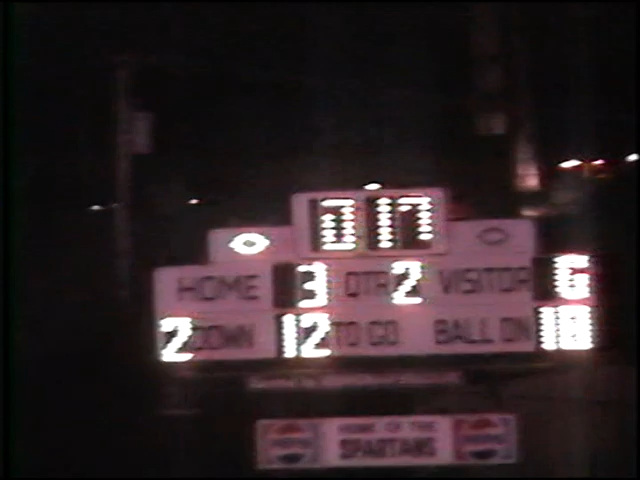 17
HOME 3 QTR 2 VISITOR 6
2 DOWN 12 TO GO BALL ON 18
HOME OF THE
SPARTANS